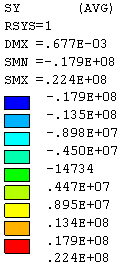 SY (AVG)
RSYS=1
DMX =.677E-03
SMN =-.179E+08
SMX =.224E+08
-.179E+08
-.135E+08
-.898E+07
-.450E+07
-14734
.447E+07
.895E+07
.134E+08
.179E+08
.224E+08